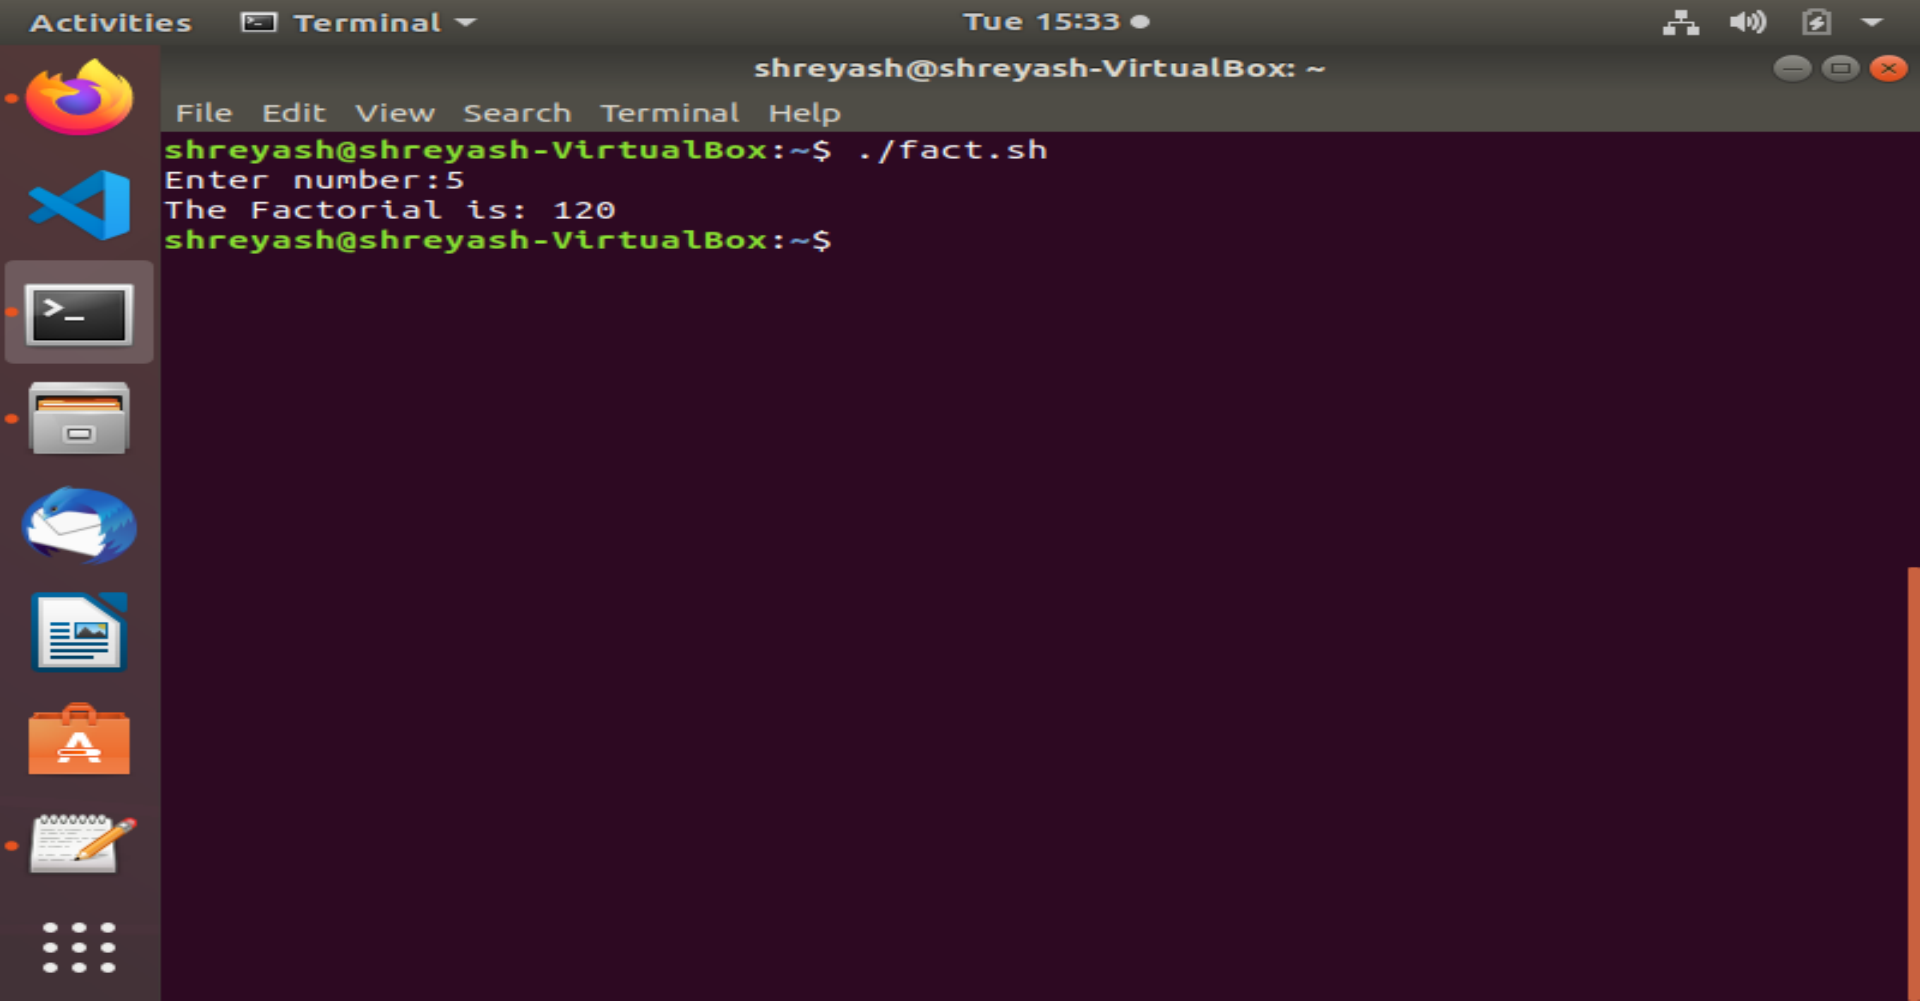 Activities Terminal Tue 15:33
shreyash@shreyash-VirtualBox: ~
File Edit View Search Terminal Help
shreyash@shreyash-VirtualBox:~$ ./fact.sh
Enter number:5
The Factorial is: 120
shreyash@shreyash-VirtualBox:~$